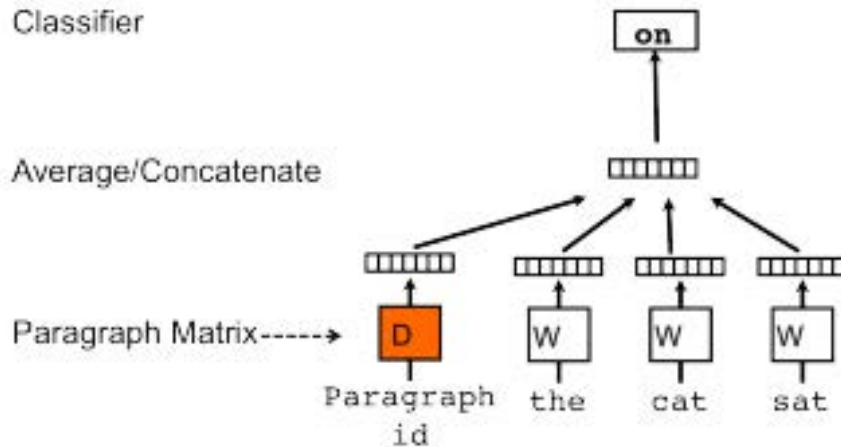 Classifier
on
Average/Concatenate
Paragraph Matrix
D
W
W
W
Paragraph
id
the
cat
sat